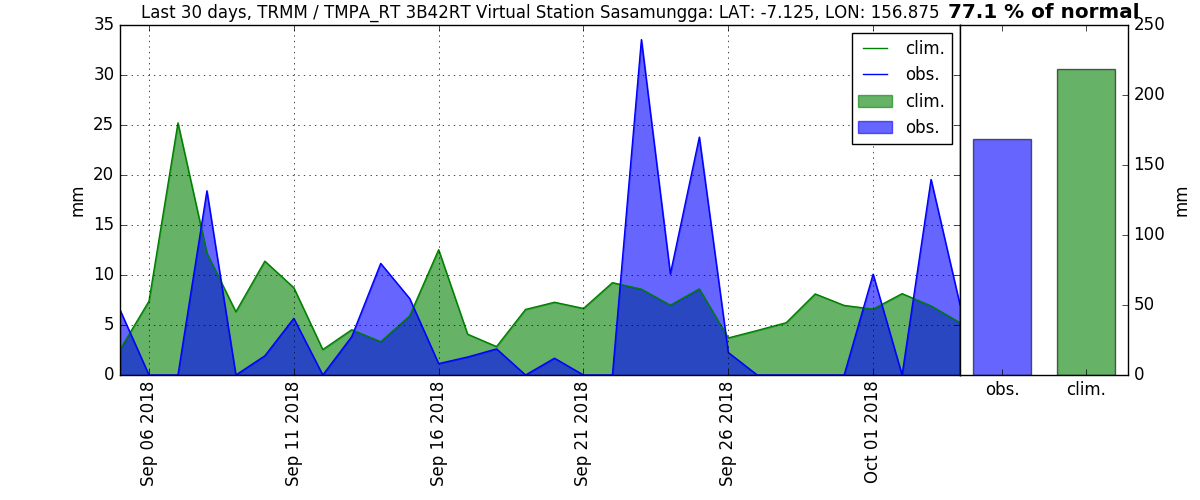 Last 30 days, TRMM / TMPA_RT 3B42RT Virtual Station Sasamungga: LAT: -7.125, LON: 156.875 77.1 % of normal
35
30
25
20
15
10
5
0
mm
clim.
obs.
clim.
obs.
250
200
150
100
50
0
mm
obs.
clim.
Sep 06 2018
Sep 11 2018
Sep 16 2018
Sep 21 2018
Sep 26 2018
Oct 01 2018